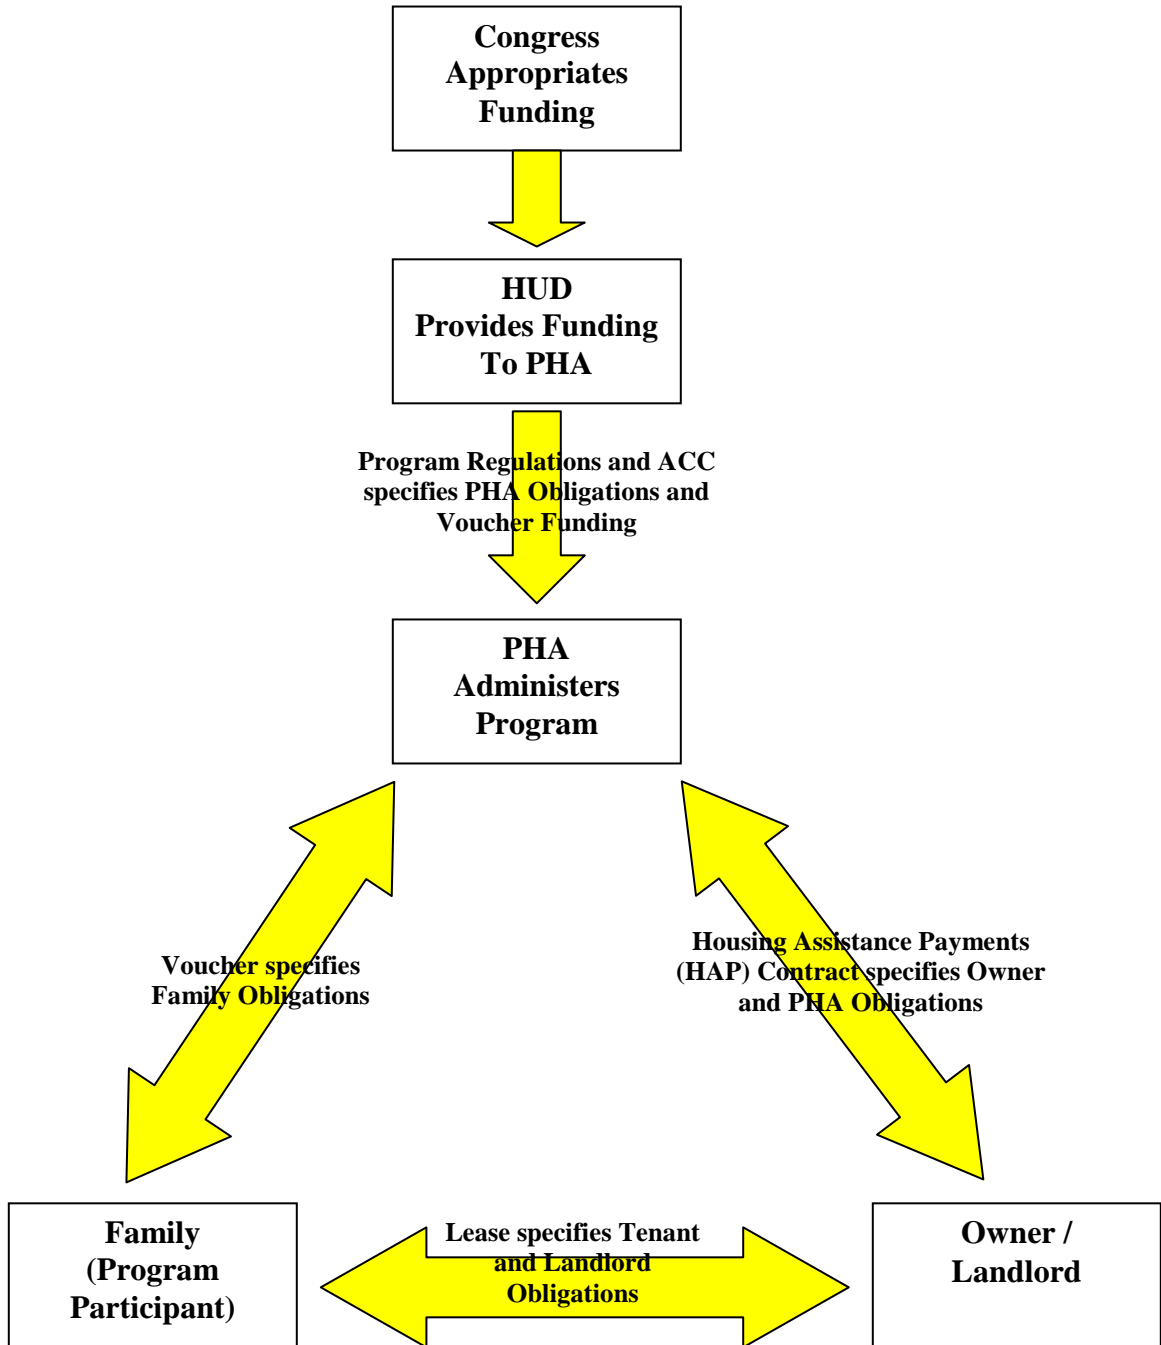 Congress
Appropriates
Funding
HUD
Provides Funding
To PHA
Program Regulations and ACC
specifies PHA Obligations and
Voucher Funding
PHA
Administers
Program
Voucher specifies
Family Obligations
Housing Assistance Payments
(HAP) Contract specifies Owner
and PHA Obligations
Family
(Program
Participant)
Lease specifies Tenant
and Landlord
Obligations
Owner /
Landlord